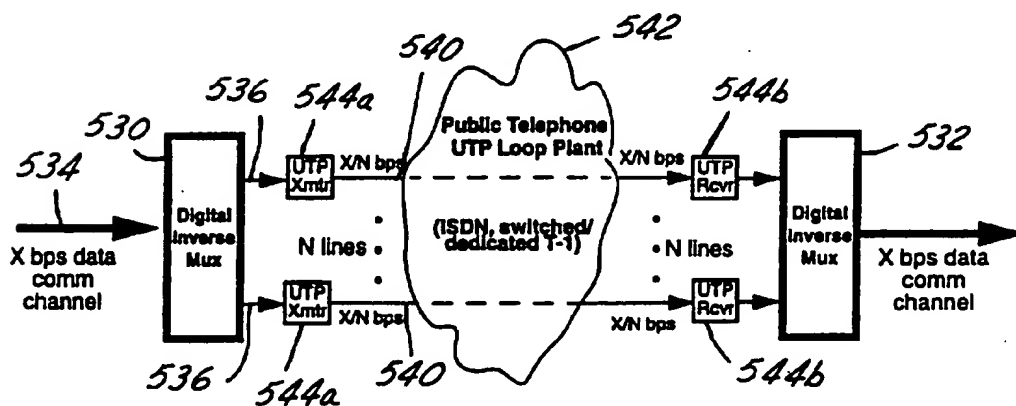 542
540
536
544a
544b
530
532
534
Public Telephone
UTP Loop Plant
UTP
Xmtr
X/N bps
X/N bps
UTP
Rcvr
Digital
Inverse
Mux
Digital
Inverse
Mux
X bps data
comm
channel
N lines
(ISDN, switched/
dedicated T-1)
N lines
X bps data
comm
channel
UTP
Xmtr
X/N bps
X/N bps
UTP
Rcvr
536
544a
540
544b